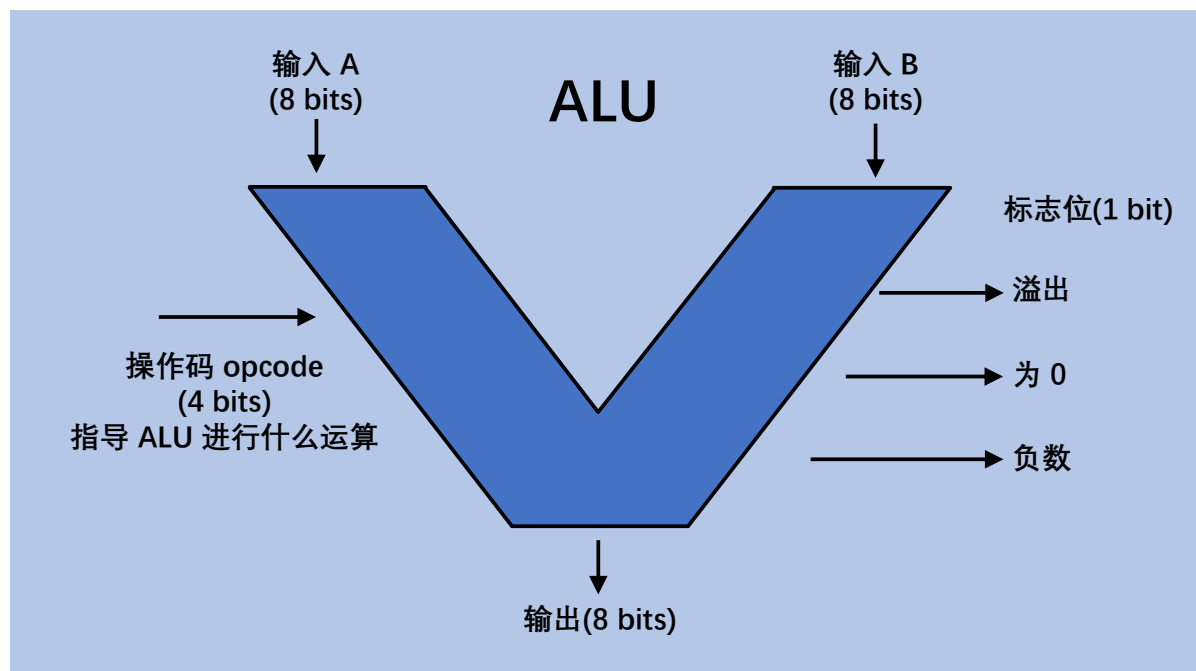 ALU
输入 A
(8 bits)
输入 B
(8 bits)
标志位(1 bit)
溢出
为 0
负数
操作码 opcode
(4 bits)
指导 ALU 进行什么运算
输出(8 bits)